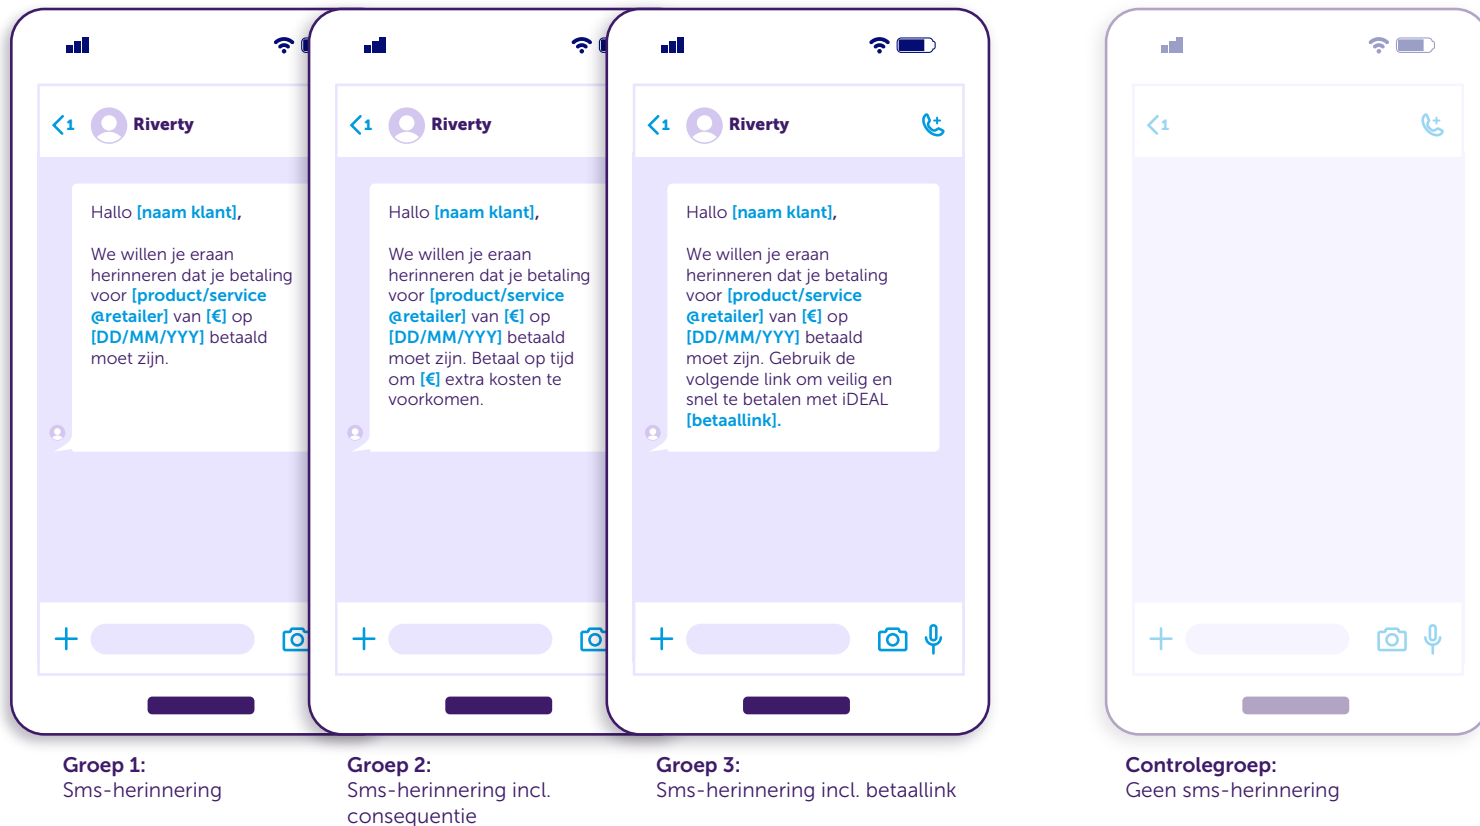 1
Riverty
Hallo [naam klant],
We willen je eraan
herinneren dat je betaling
voor [product/service
@retailer] van [€] op
[DD/MM/YYY] betaald
moet zijn.
Groep 1:
Sms-herinnering
1
Riverty
Hallo [naam klant],
We willen je eraan
herinneren dat je betaling
voor [product/service
@retailer] van [€] op
[DD/MM/YYY] betaald
moet zijn. Betaal op tijd
om [€] extra kosten te
voorkomen.
Groep 2:
Sms-herinnering incl.
consequentie
1
Riverty
Hallo [naam klant],
We willen je eraan
herinneren dat je betaling
voor [product/service
@retailer] van [€] op
[DD/MM/YYY] betaald
moet zijn. Gebruik de
volgende link om veilig en
snel te betalen met iDEAL
[betaallink].
Groep 3:
Sms-herinnering incl. betaallink
1
Controlegroep:
Geen sms-herinnering